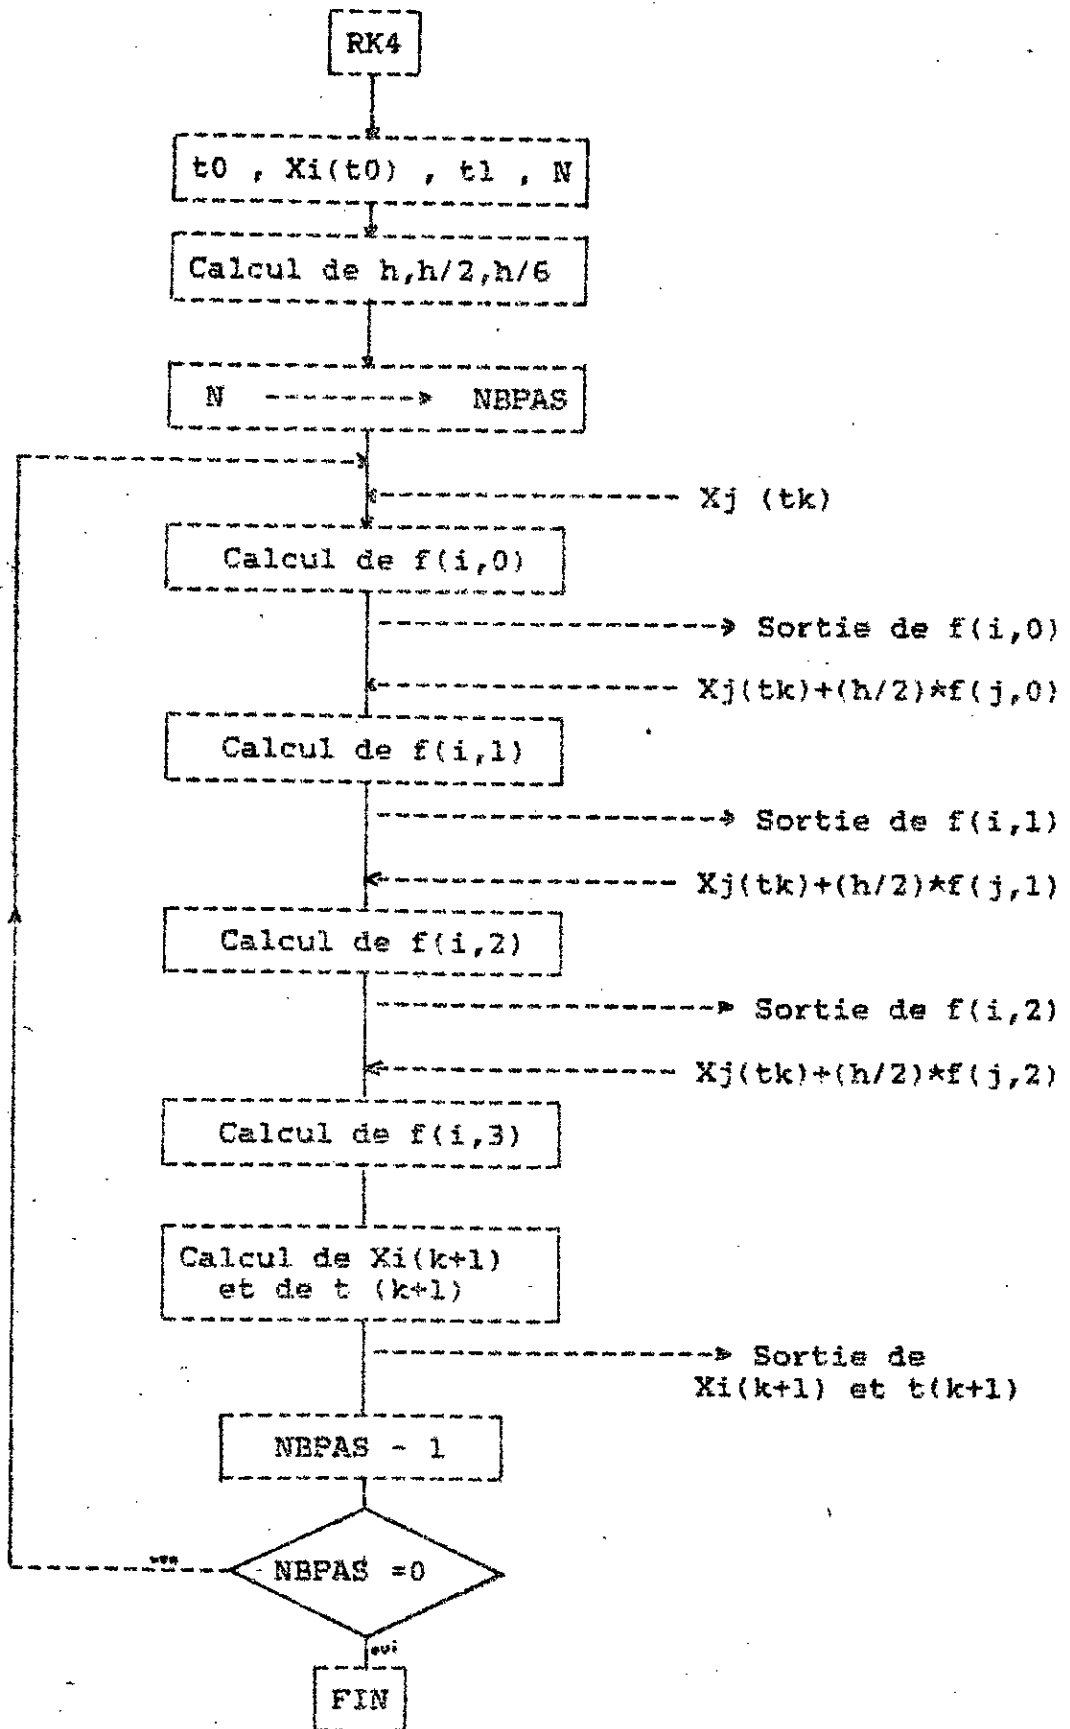 RK4
t0 , Xi(t0) , t1 , N
Calcul de h,h/2,h/6
N NBPAS
Xj (tk)
Calcul de f(i,0)
Sortie de f(i,0)
Xj(tk)+(h/2)*f(j,0)
Calcul de f(i,1)
Sortie de f(i,1)
Xj(tk)+(h/2)*f(j,1)
Calcul de f(i,2)
Sortie de f(i,2)
Xj(tk)+(h/2)*f(j,2)
Calcul de f(i,3)
Calcul de Xi(k+1)
et de t (k+1)
Sortie de
Xi(k+1) et t(k+1)
NBPAS - 1
NBPAS =0
oui
FIN